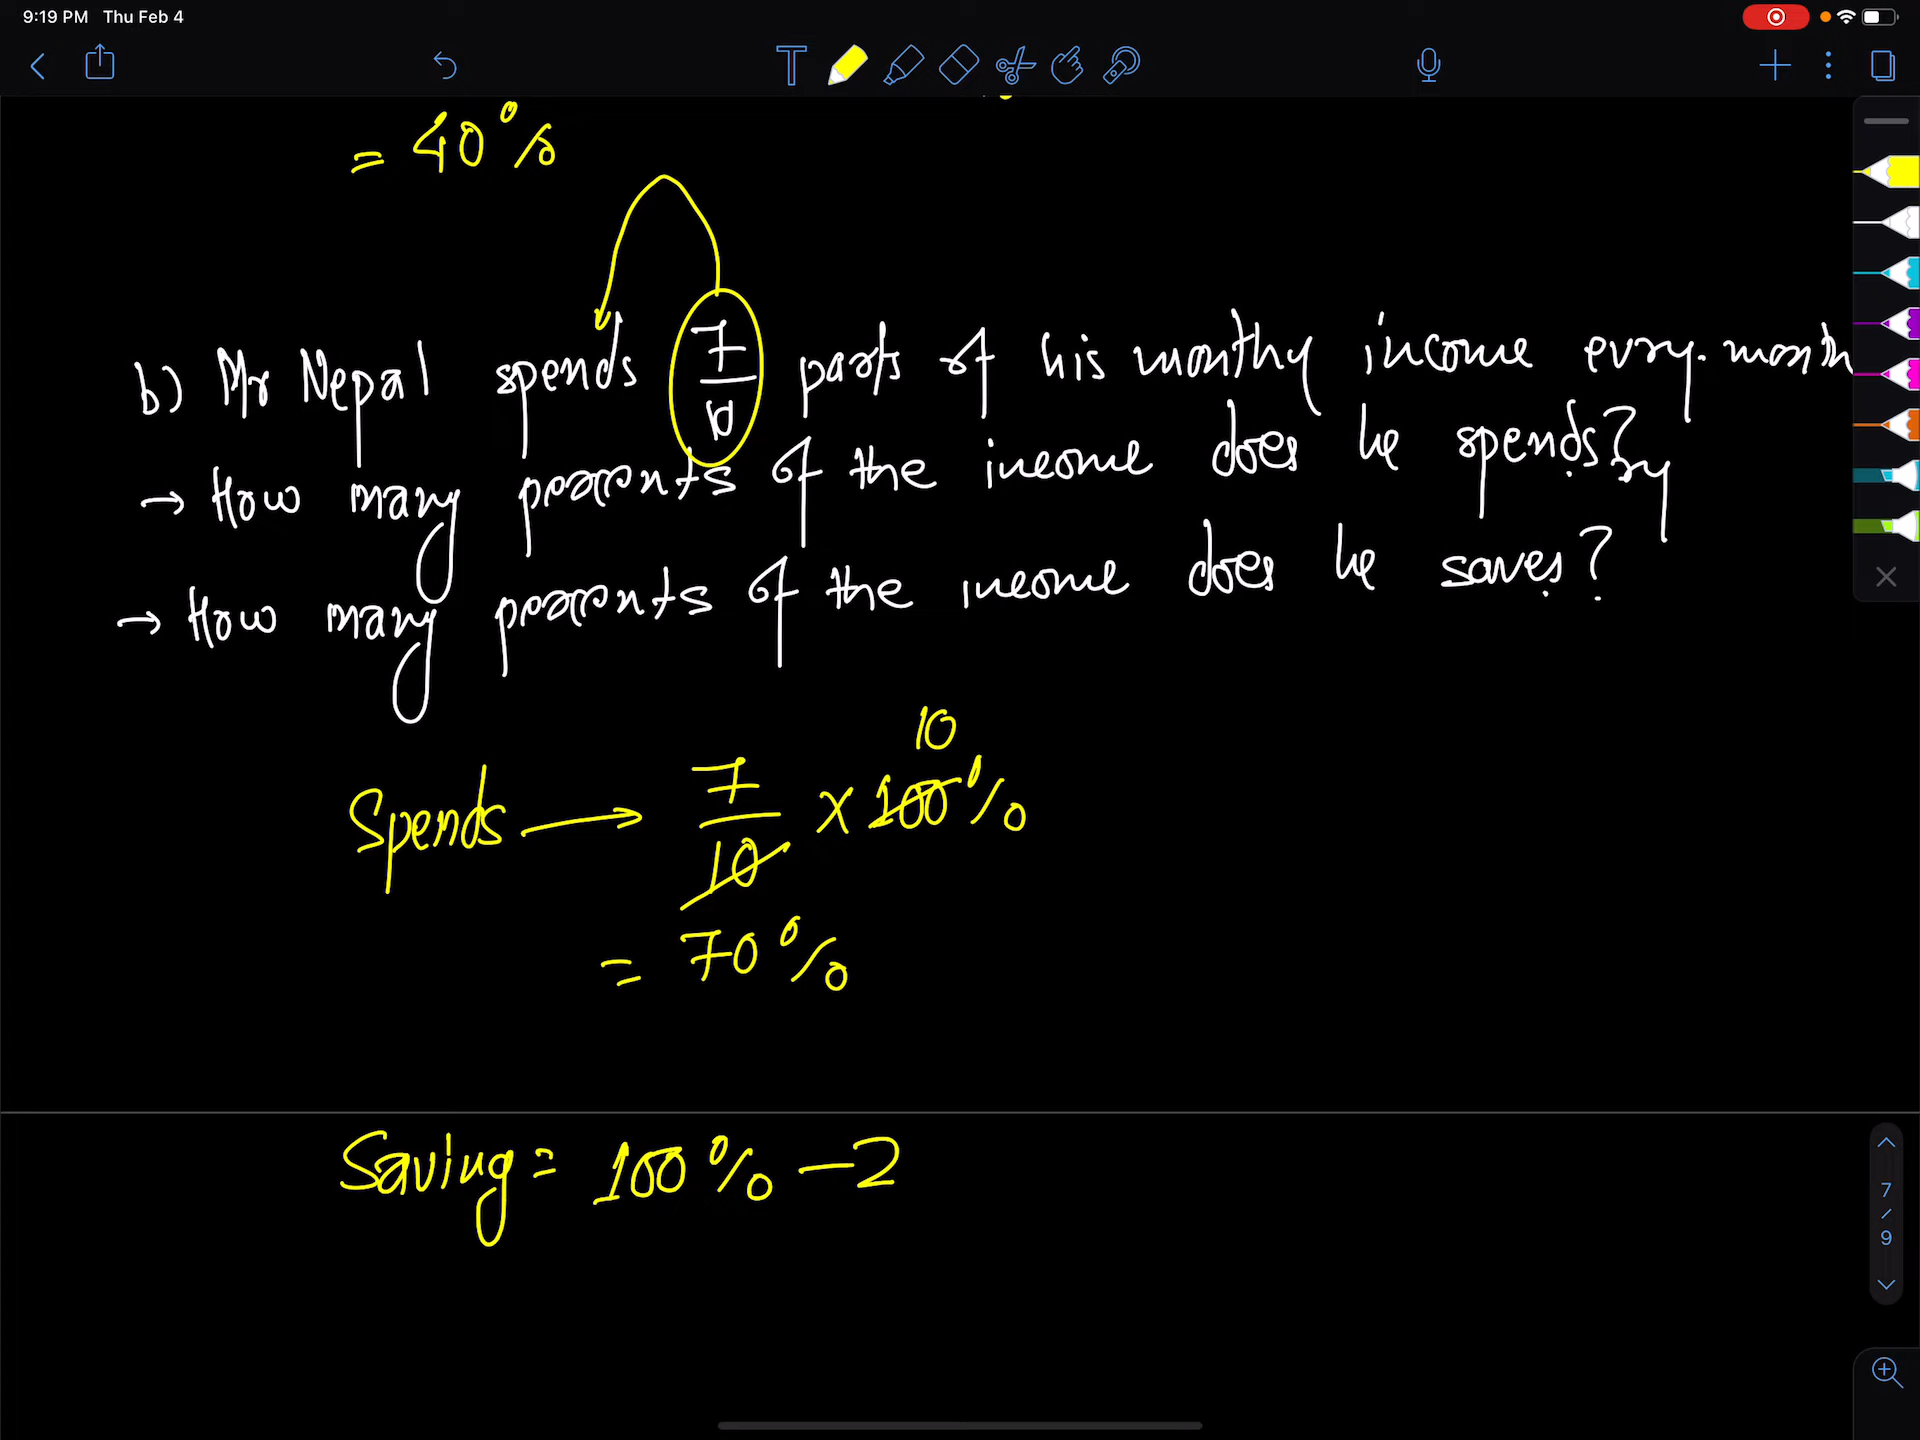 9:19 PM Thu Feb 4
= 40%
b) Mr Nepal spends 7/10 parts of his monthy income evry month
→ How many percents of the income does he spends?
→ How many percents of the income does he saves?
10
Spends → 7/10 × 100%
= 70%
Saving = 100% - 2
7
/
9